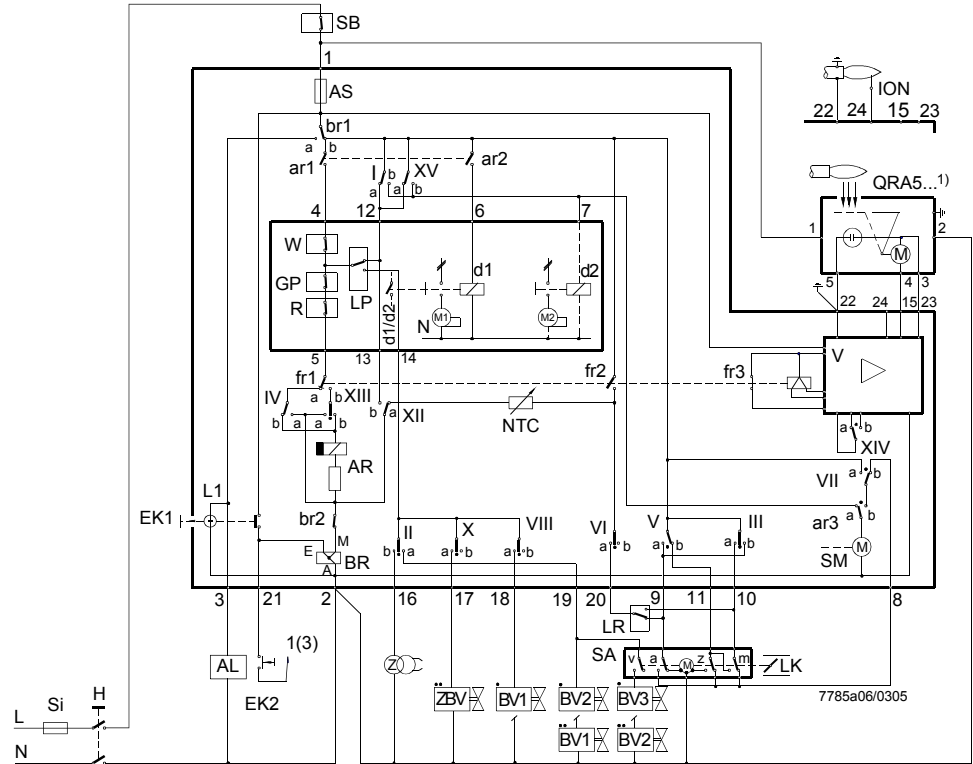 SB
1
AS
ION
22 24 15 23
br1
a b
ar1
ar2
I b b XV
a a
QRA5...1)
4 12 6 7
1 2
M
W
GP
R
LP
d1/d2
d1
d2
M1
N
M2
5 4 3
22 24 15 23
V
5 13 14
fr1
fr2
fr3
a b XIII
IV
b a a b
b a XII
NTC
a b
XIV
AR
VII a b
L1
EK1
br2
M
E
A
BR
II
b a
X
a b
VIII
a b
VI
a b
V
a b
III
a b
ar3
a b
SM
M
3 21 2 16 17 18 19 20 9 11 10 8
LR
SA
v a M z m
LK
AL
1(3)
EK2
Z
ZBV
BV1
BV2
BV3
BV1
BV2
7785a06/0305
H
Si
L
N